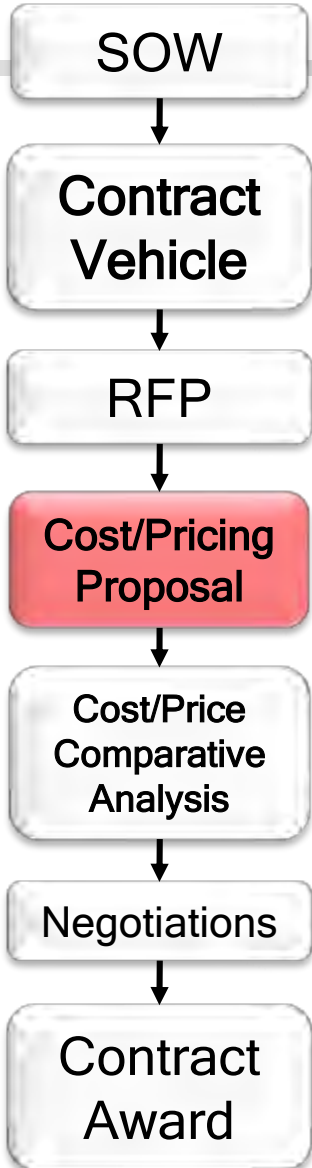 SOW
Contract
Vehicle
RFP
Cost/Pricing
Proposal
Cost/Price
Comparative
Analysis
Negotiations
Contract
Award